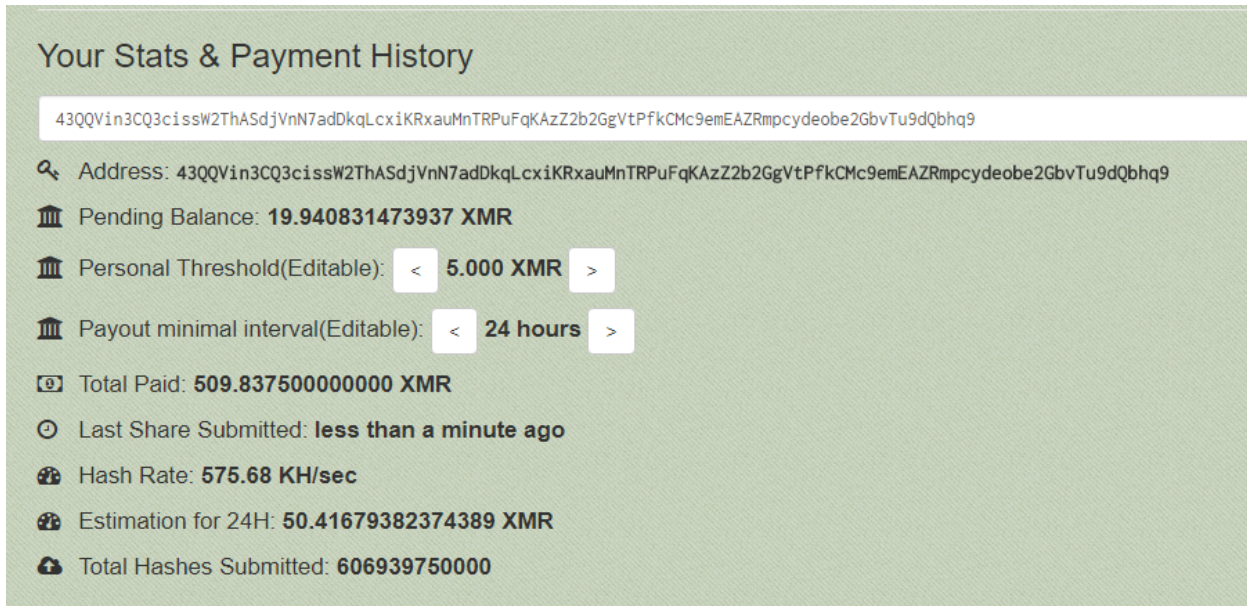 Your Stats & Payment History
43QQVin3CQ3cissW2ThASdjVnN7adDkqLcxiKRxauMnTRPuFqKAzZ2b2GgVtPfkCMc9emEAZRmpcydeobe2GbvTu9dQbhq9
Address: 43QQVin3CQ3cissW2ThASdjVnN7adDkqLcxiKRxauMnTRPuFqKAzZ2b2GgVtPfkCMc9emEAZRmpcydeobe2GbvTu9dQbhq9
Pending Balance: 19.940831473937 XMR
Personal Threshold(Editable): < 5.000 XMR >
Payout minimal interval(Editable): < 24 hours >
Total Paid: 509.837500000000 XMR
Last Share Submitted: less than a minute ago
Hash Rate: 575.68 KH/sec
Estimation for 24H: 50.41679382374389 XMR
Total Hashes Submitted: 606939750000